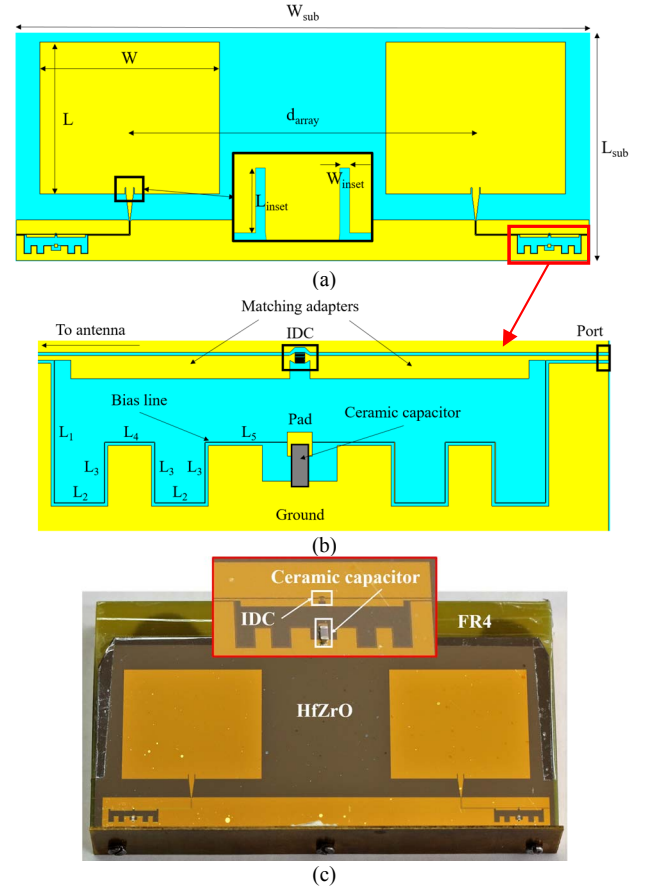 W_sub
W
L
d_array
L_sub
W_inset
L_inset
(a)
Matching adapters
To antenna
IDC
Port
Bias line
Pad
Ceramic capacitor
L_1
L_4
L_5
L_3
L_3
L_3
L_2
L_2
Ground
(b)
Ceramic capacitor
IDC
FR4
HfZrO
(c)